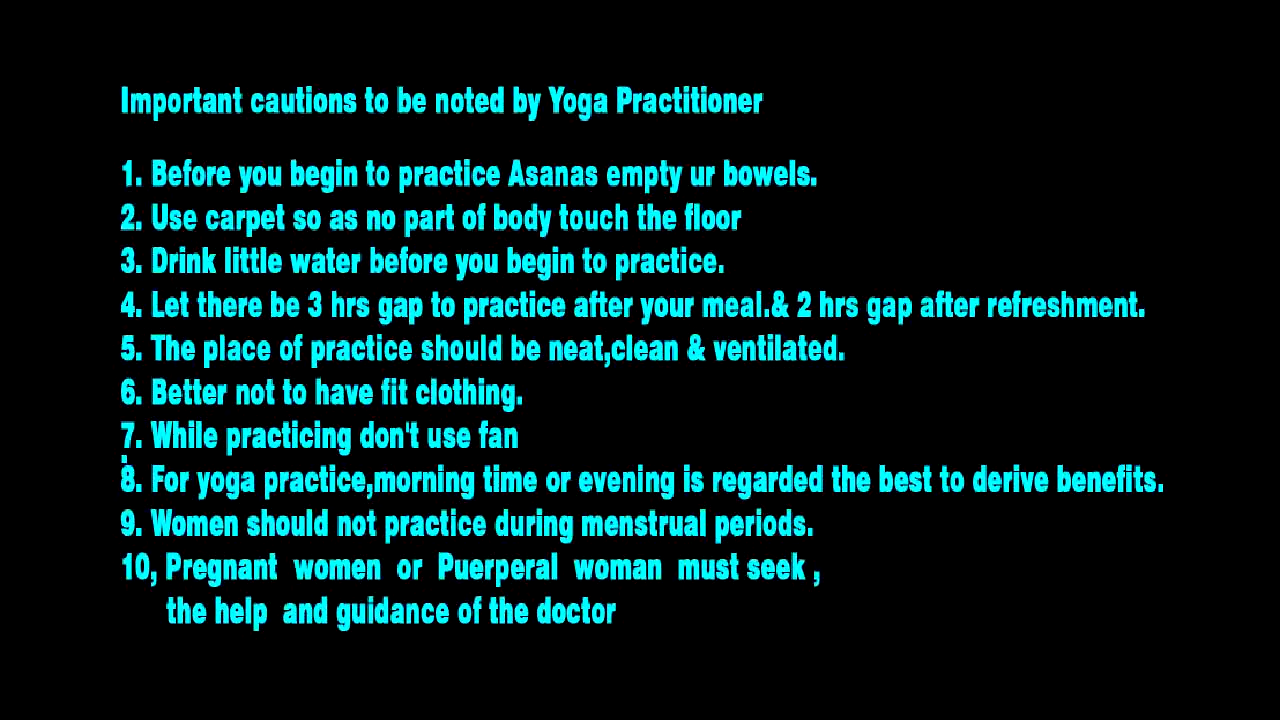 Important cautions to be noted by Yoga Practitioner
1. Before you begin to practice Asanas empty ur bowels.
2. Use carpet so as no part of body touch the floor
3. Drink little water before you begin to practice.
4. Let there be 3 hrs gap to practice after your meal.& 2 hrs gap after refreshment.
5. The place of practice should be neat,clean & ventilated.
6. Better not to have fit clothing.
7. While practicing don't use fan
.
8. For yoga practice,morning time or evening is regarded the best to derive benefits.
9. Women should not practice during menstrual periods.
10, Pregnant women or Puerperal woman must seek ,
the help and guidance of the doctor